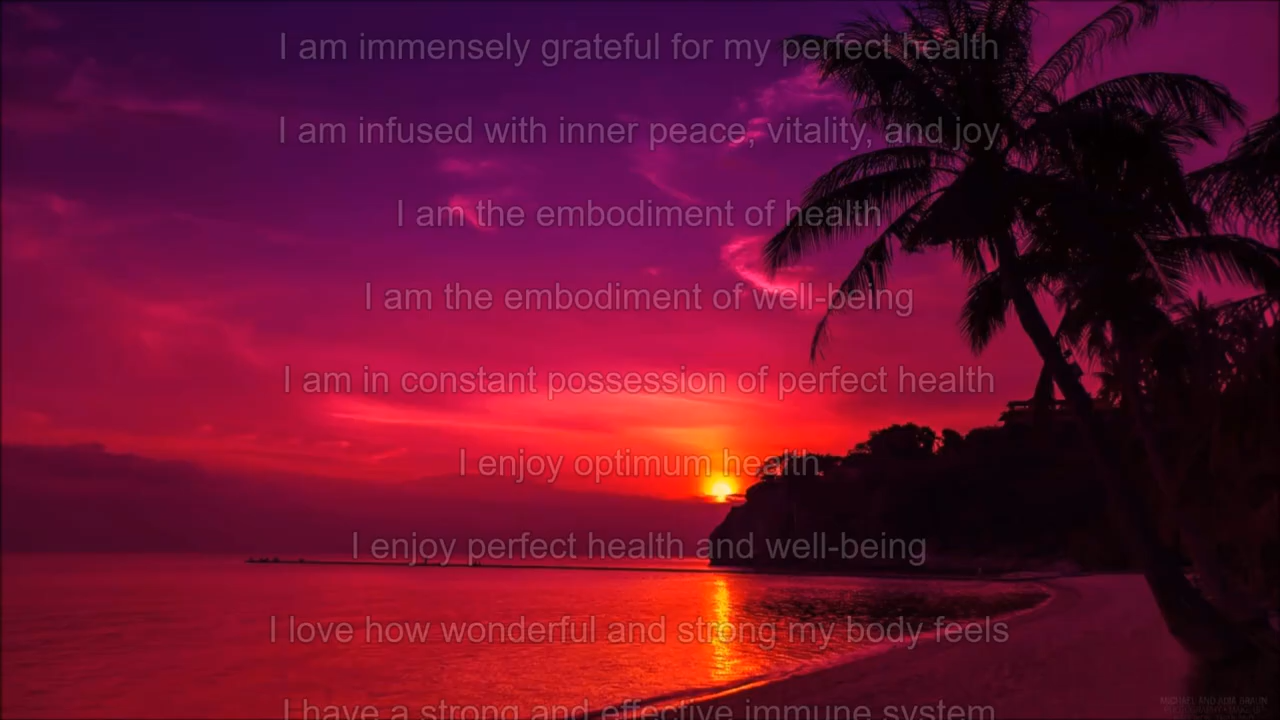 I am immensely grateful for my perfect health
I am infused with inner peace, vitality, and joy
I am the embodiment of health
I am the embodiment of well-being
I am in constant possession of perfect health
I enjoy optimum health
I enjoy perfect health and well-being
I love how wonderful and strong my body feels
I have a strong and effective immune system